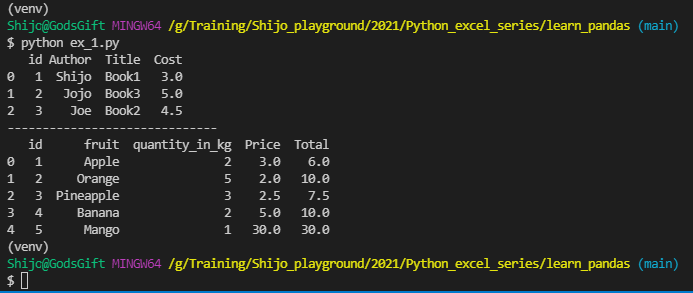 (venv)
Shijo@GodsGift MINGW64 /g/Training/Shijo_playground/2021/Python_excel_series/learn_pandas (main)
$ python ex_1.py
   id Author  Title  Cost
0   1  Shijo  Book1   3.0
1   2   Jojo  Book3   5.0
2   3    Joe  Book2   4.5
------------------------------
   id      fruit  quantity_in_kg  Price  Total
0   1      Apple               2    3.0    6.0
1   2     Orange               5    2.0   10.0
2   3  Pineapple               3    2.5    7.5
3   4     Banana               2    5.0   10.0
4   5      Mango               1   30.0   30.0
(venv)
Shijo@GodsGift MINGW64 /g/Training/Shijo_playground/2021/Python_excel_series/learn_pandas (main)
$